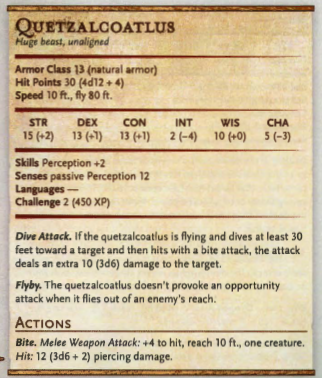 QUETZALCOATLUS
Huge beast, unaligned
Armor Class 13 (natural armor)
Hit Points 30 (4d12 + 4)
Speed 10 ft., fly 80 ft.
STR DEX CON INT WIS CHA
15 (+2) 13 (+1) 13 (+1) 2 (−4) 10 (+0) 5 (−3)
Skills Perception +2
Senses passive Perception 12
Languages —
Challenge 2 (450 XP)
Dive Attack. If the quetzalcoatlus is flying and dives at least 30
feet toward a target and then hits with a bite attack, the attack
deals an extra 10 (3d6) damage to the target.
Flyby. The quetzalcoatlus doesn't provoke an opportunity
attack when it flies out of an enemy's reach.
ACTIONS
Bite. Melee Weapon Attack: +4 to hit, reach 10 ft., one creature.
Hit: 12 (3d6 + 2) piercing damage.